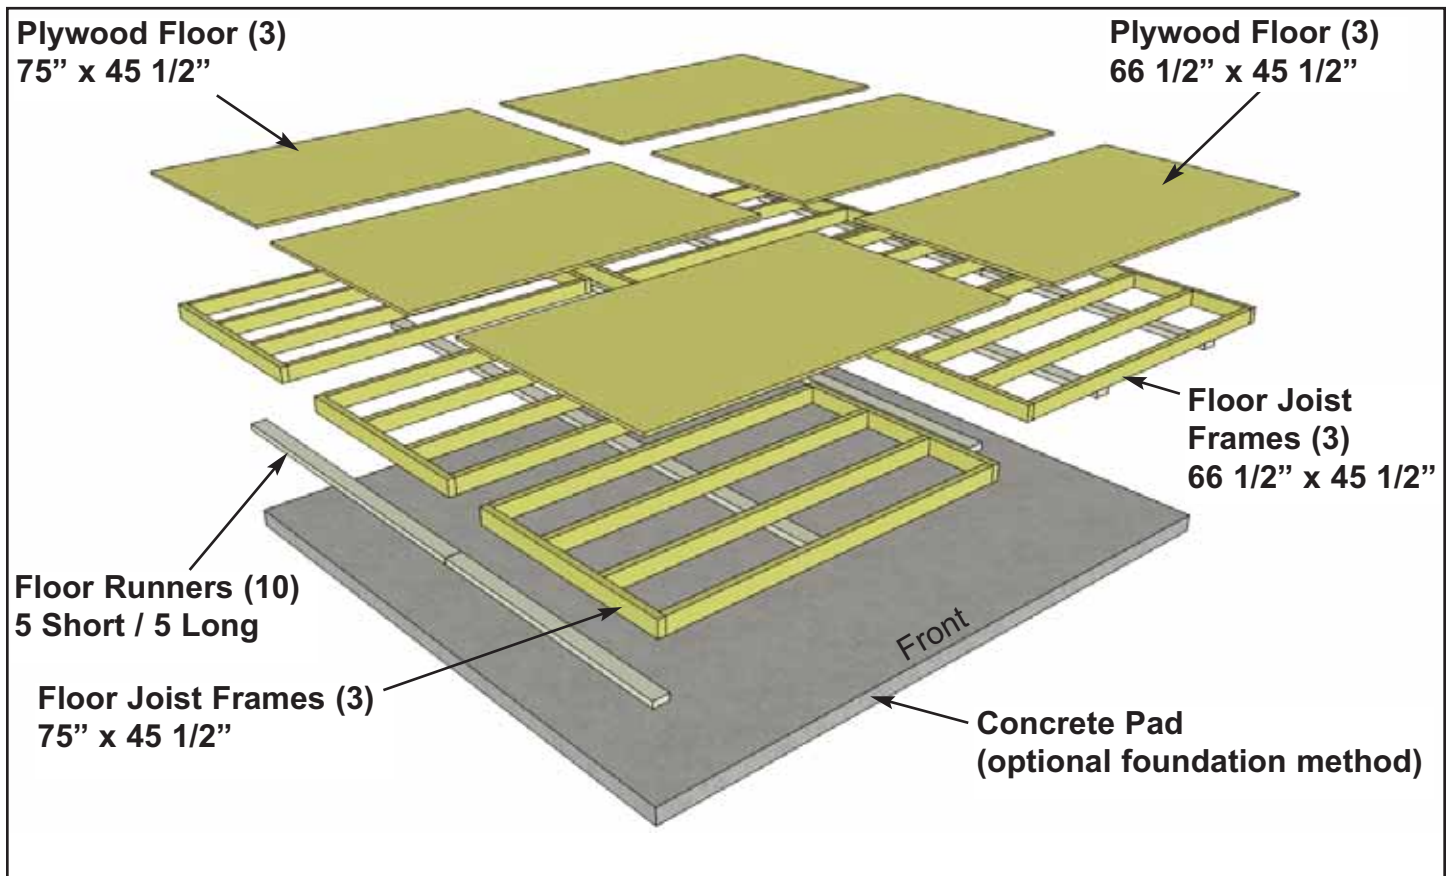 Plywood Floor (3)
75” x 45 1/2”
Plywood Floor (3)
66 1/2” x 45 1/2”
Floor Joist
Frames (3)
66 1/2” x 45 1/2”
Floor Runners (10)
5 Short / 5 Long
Front
Floor Joist Frames (3)
75” x 45 1/2”
Concrete Pad
(optional foundation method)